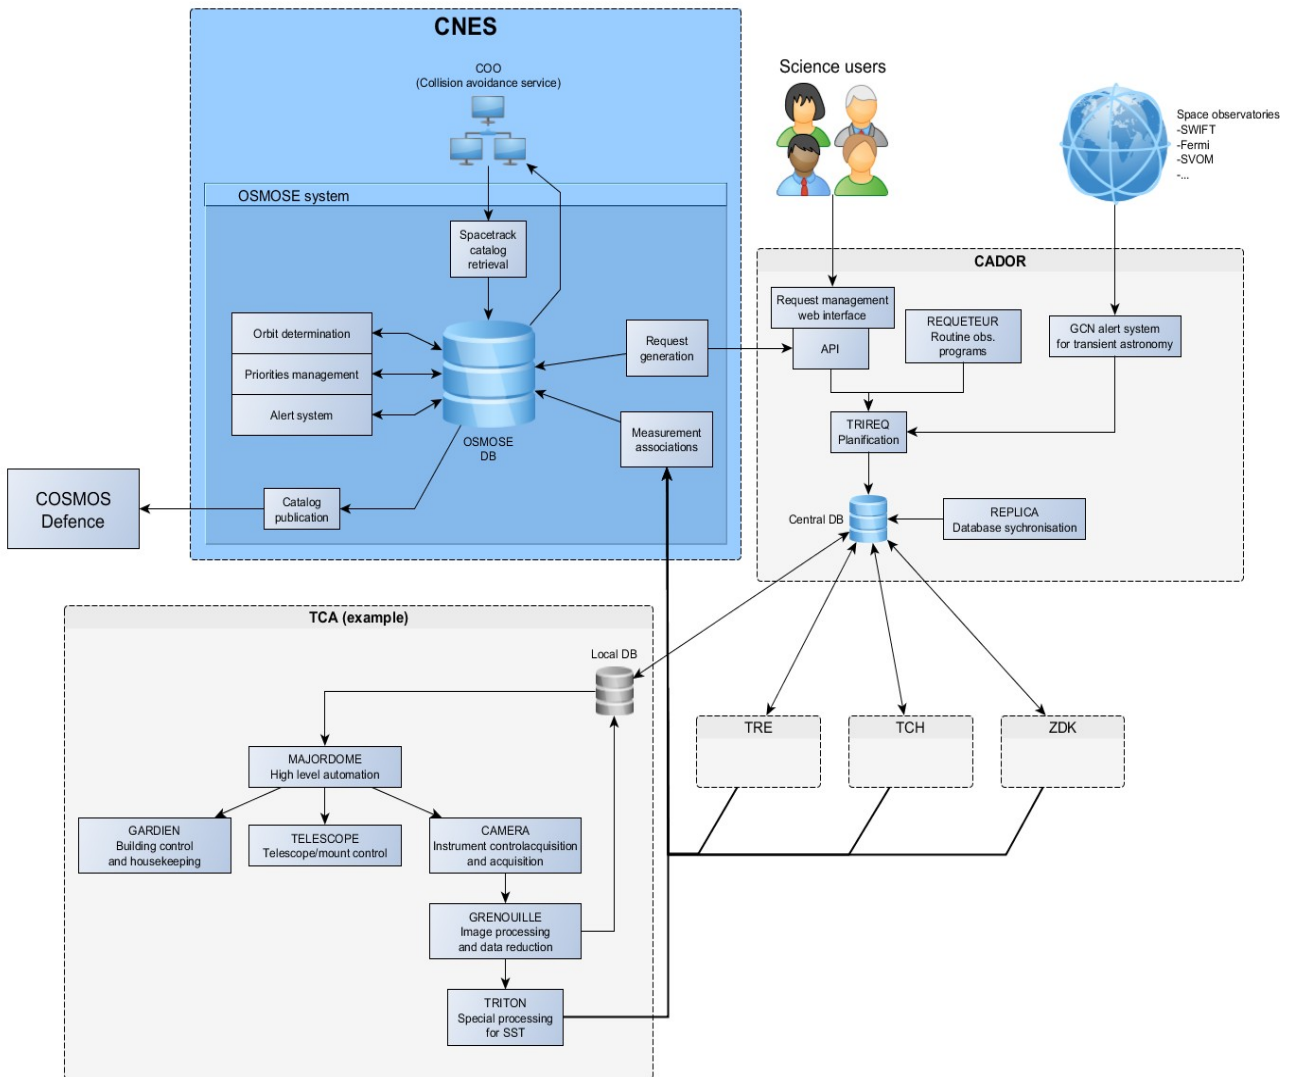 CNES
COO
(Collision avoidance service)
OSMOSE system
Spacetrack
catalog
retrieval
Orbit determination
Priorities management
Alert system
OSMOSE
DB
Request
generation
Measurement
associations
Catalog
publication
COSMOS
Defence
Science users
Space observatories
-SWIFT
-Fermi
-SVOM
-...
CADOR
Request management
web interface
API
REQUETEUR
Routine obs.
programs
GCN alert system
for transient astronomy
TRIREQ
Planification
Central DB
REPLICA
Database sychronisation
TCA (example)
Local DB
MAJORDOME
High level automation
GARDIEN
Building control
and housekeeping
TELESCOPE
Telescope/mount control
CAMERA
Instrument controlacquisition
and acquisition
GRENOUILLE
Image processing
and data reduction
TRITON
Special processing
for SST
TRE
TCH
ZDK